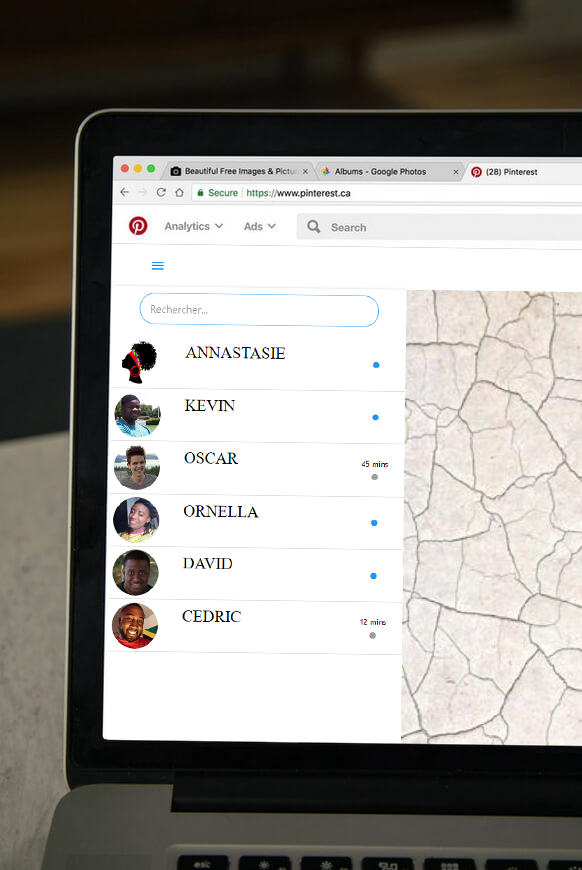 Beautiful Free Images & Pictu
Albums - Google Photos
(28) Pinterest
Secure
https://www.pinterest.ca
Analytics
Ads
Search
Rechercher...
ANNASTASIE
KEVIN
OSCAR
45 mins
ORNELLA
DAVID
CEDRIC
12 mins
esc